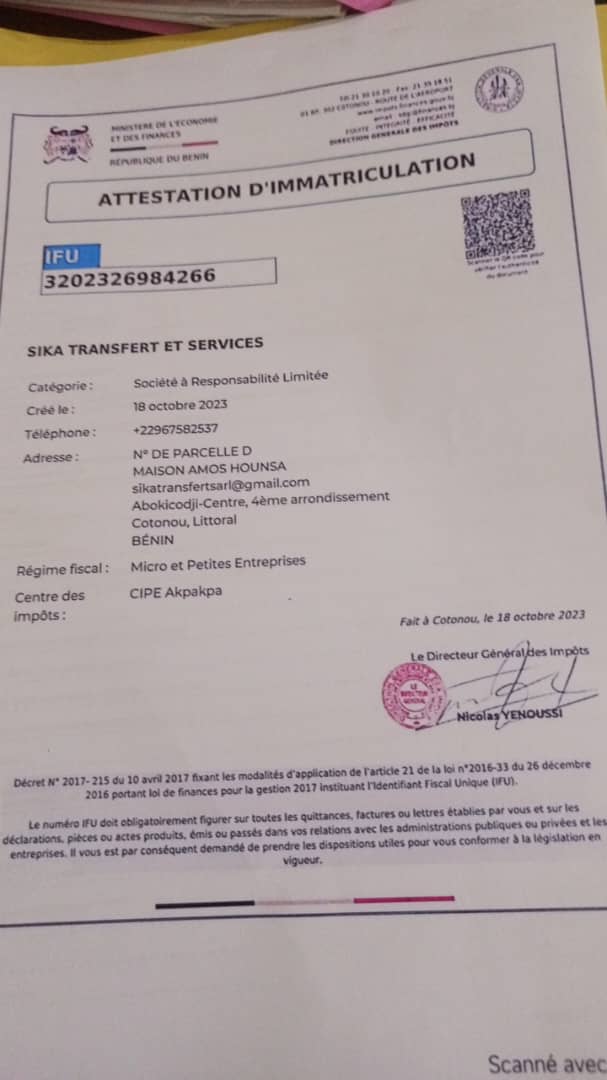 MINISTERE DE L'ECONOMIE
ET DES FINANCES
RÉPUBLIQUE DU BENIN
01 BP. 302 COTONOU - ROUTE DE L'AEROPORT
EQUITE - INTEGRITE - EFFICACITE
DIRECTION GENERALE DES IMPÔTS
ATTESTATION D'IMMATRICULATION
IFU
3202326984266
Scanner le QR code pour
vérifier l'authenticité
du document
SIKA TRANSFERT ET SERVICES
Catégorie : Société à Responsabilité Limitée
Créé le : 18 octobre 2023
Téléphone : +22967582537
Adresse : N° DE PARCELLE D
MAISON AMOS HOUNSA
sikatransfertsarl@gmail.com
Abokicodji-Centre, 4ème arrondissement
Cotonou, Littoral
BÉNIN
Régime fiscal : Micro et Petites Entreprises
Centre des impôts : CIPE Akpakpa
Fait à Cotonou, le 18 octobre 2023
Le Directeur Général des Impôts
LE
DIRECTEUR
GENERAL
Nicolas YENOUSSI
Décret N° 2017- 215 du 10 avril 2017 fixant les modalités d'application de l'article 21 de la loi n°2016-33 du 26 décembre
2016 portant loi de finances pour la gestion 2017 instituant l'Identifiant Fiscal Unique (IFU).
Le numéro IFU doit obligatoirement figurer sur toutes les quittances, factures ou lettres établies par vous et sur les
déclarations, pièces ou actes produits, émis ou passés dans vos relations avec les administrations publiques ou privées et les
entreprises. Il vous est par conséquent demandé de prendre les dispositions utiles pour vous conformer à la législation en
vigueur.
Scanné avec